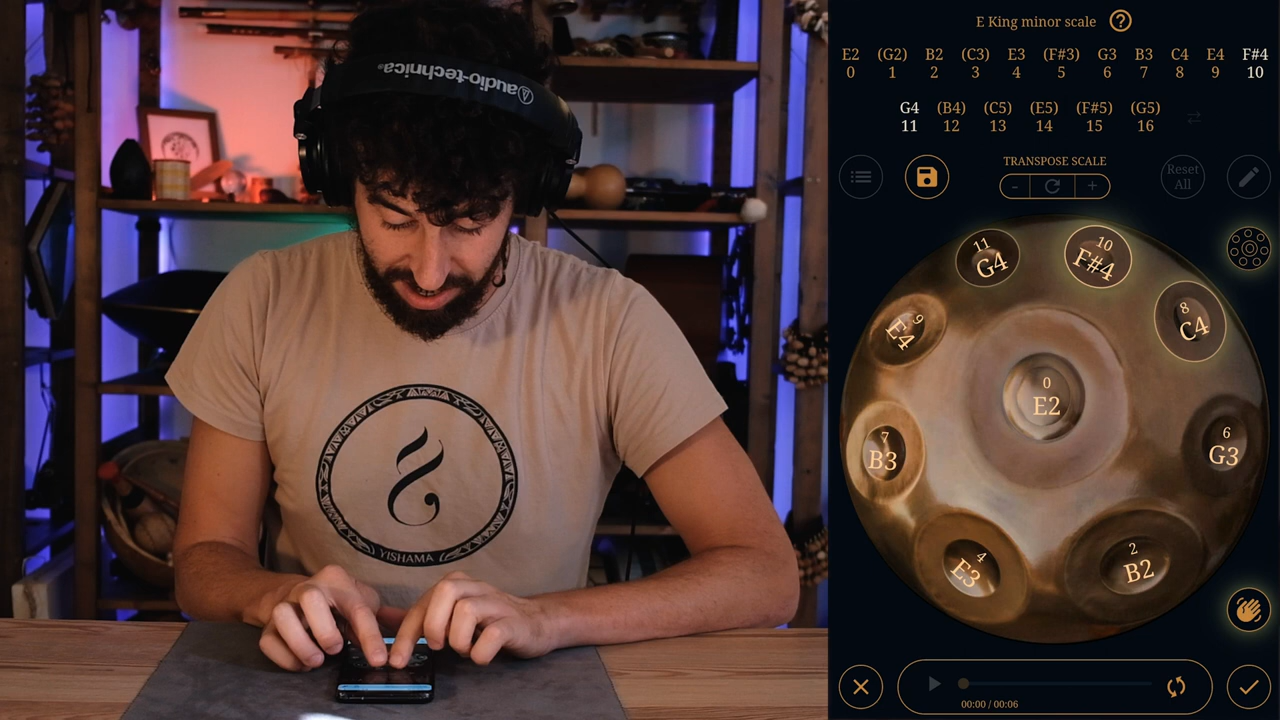 audio-technica
YISHAMA
E King minor scale ?
E2 (G2) B2 (C3) E3 (F#3) G3 B3 C4 E4 F#4
0 1 2 3 4 5 6 7 8 9 10
G4 (B4) (C5) (E5) (F#5) (G5)
11 12 13 14 15 16
TRANSPOSE SCALE
- +
Reset
All
11
G4
10
F#4
9
E4
8
C4
0
E2
7
B3
6
G3
4
E3
2
B2
00:00 / 00:06